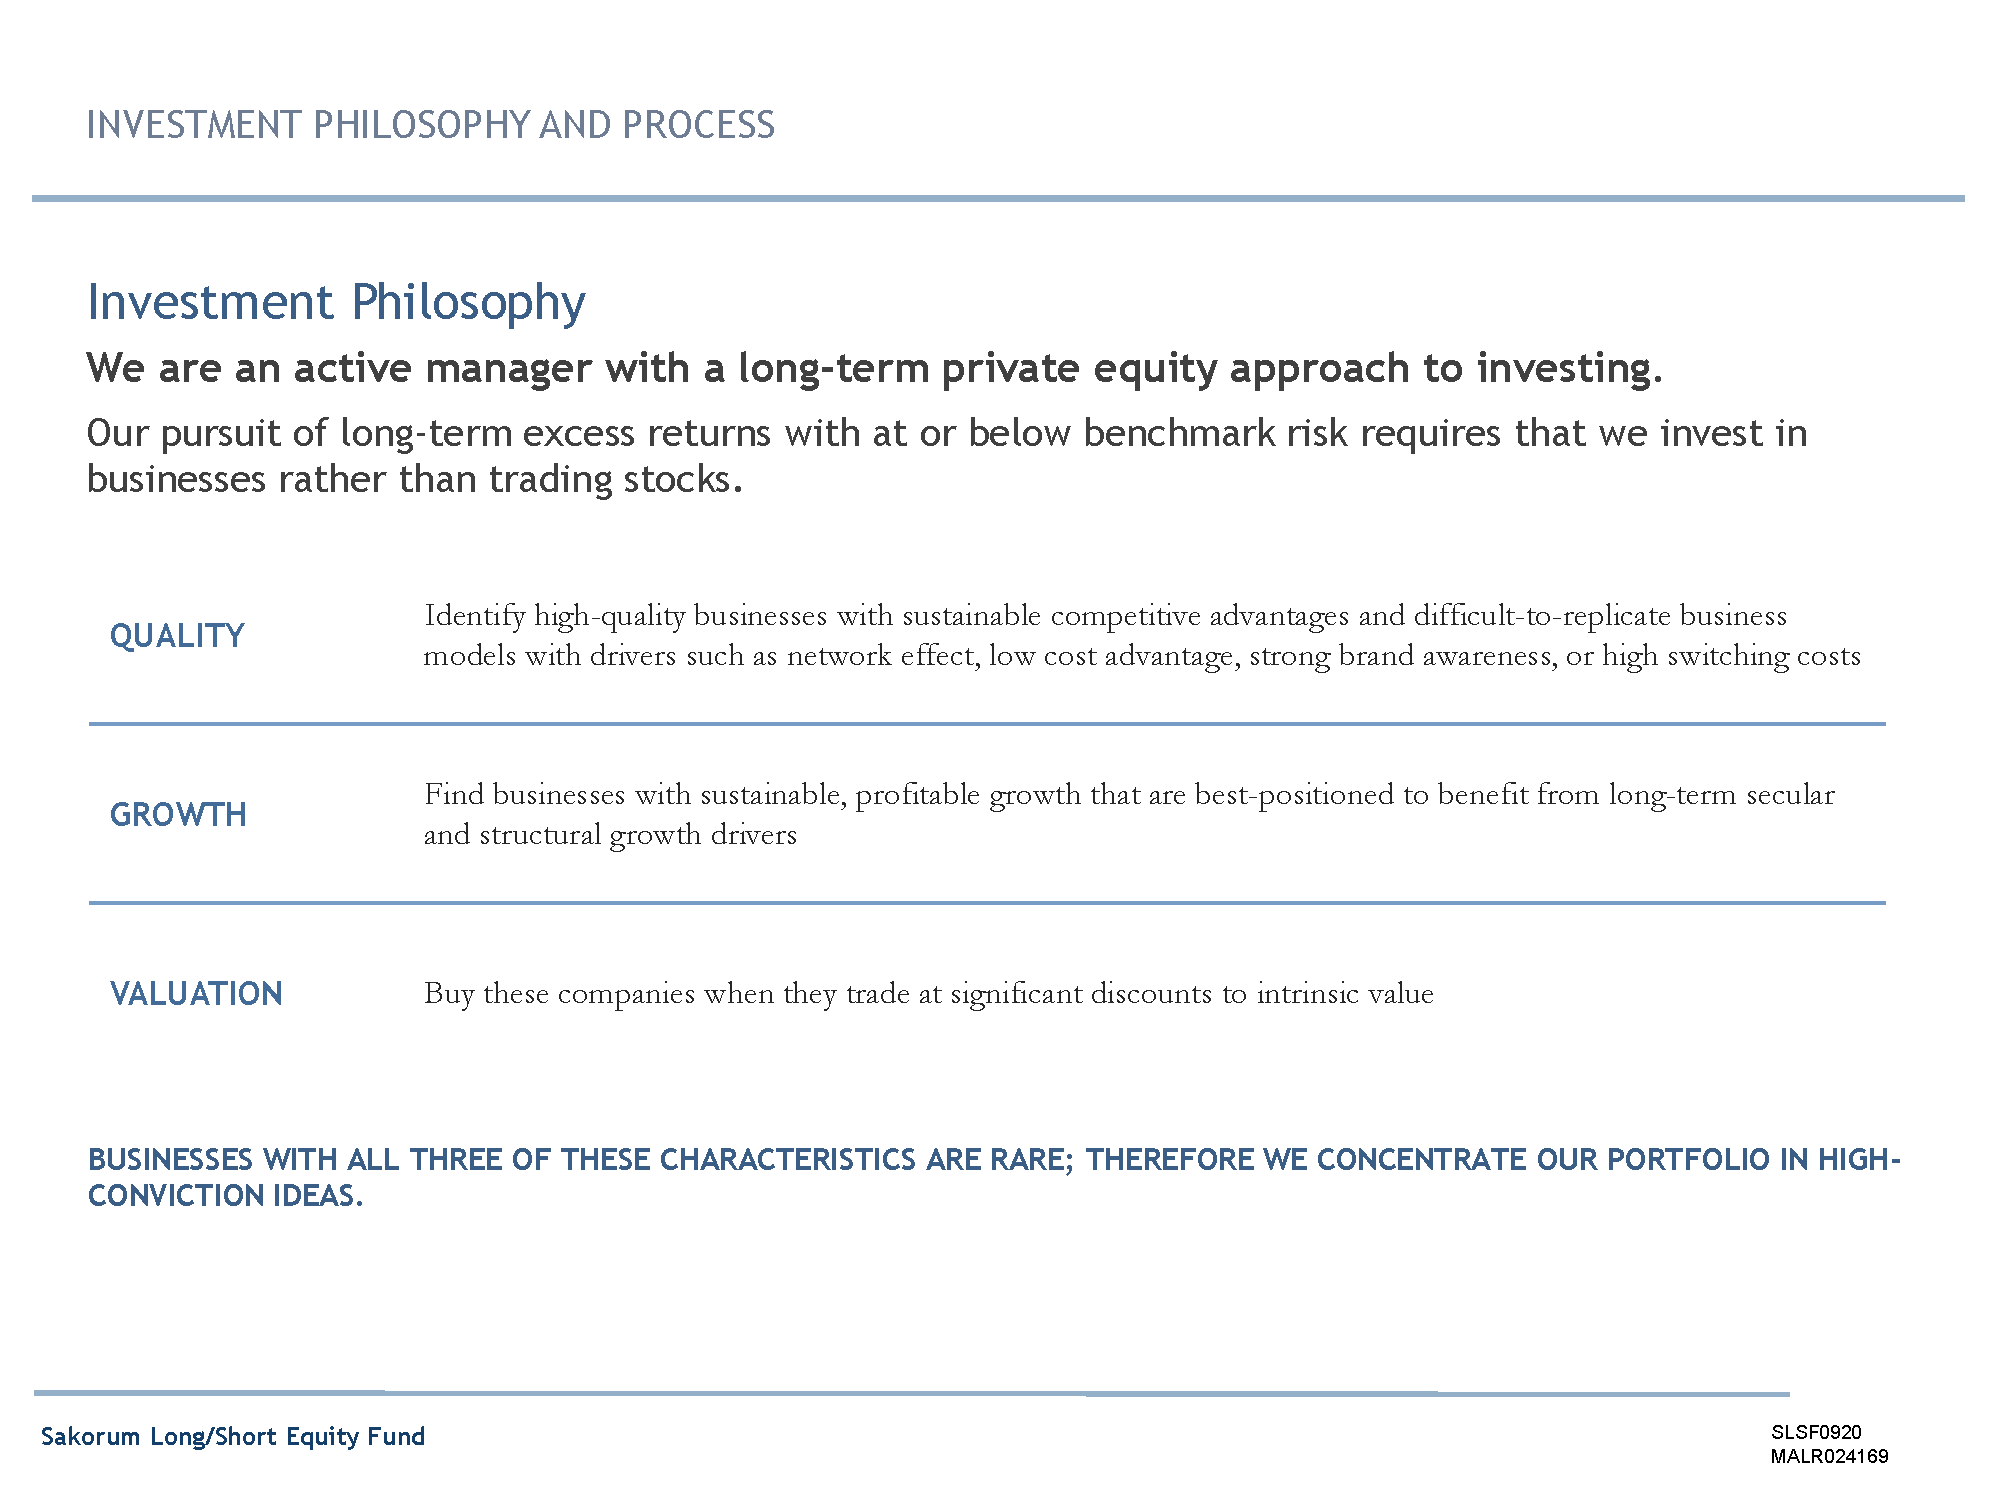 INVESTMENT PHILOSOPHY AND PROCESS
Investment Philosophy
We are an active manager with a long-term private equity approach to investing.
Our pursuit of long-term excess returns with at or below benchmark risk requires that we invest in
businesses rather than trading stocks.
QUALITY
Identify high-quality businesses with sustainable competitive advantages and difficult-to-replicate business
models with drivers such as network effect, low cost advantage, strong brand awareness, or high switching costs
GROWTH
Find businesses with sustainable, profitable growth that are best-positioned to benefit from long-term secular
and structural growth drivers
VALUATION
Buy these companies when they trade at significant discounts to intrinsic value
BUSINESSES WITH ALL THREE OF THESE CHARACTERISTICS ARE RARE; THEREFORE WE CONCENTRATE OUR PORTFOLIO IN HIGH-
CONVICTION IDEAS.
Sakorum Long/Short Equity Fund
SLSF0920
MALR024169